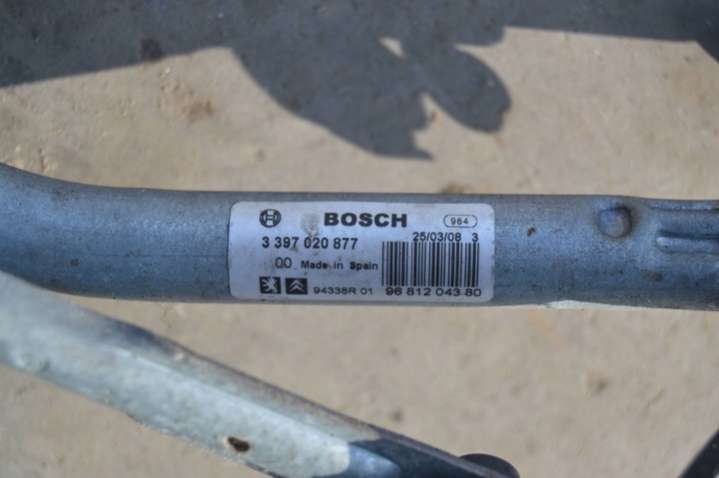 BOSCH 984
3 397 020 877 25/03/08 3
00 Made in Spain
94338R 01 96 812 043 80